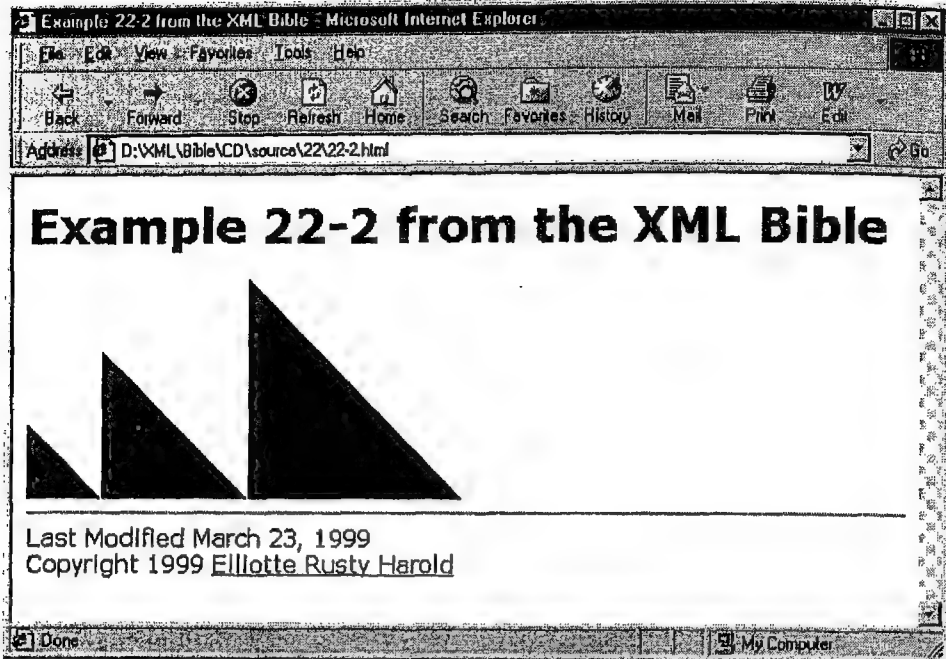 Example 22-2 from the XML Bible - Microsoft Internet Explorer
File Edit View Favorites Tools Help
Back Forward Stop Refresh Home Search Favorites History Mail Print Edit
Address D:\XML\Bible\CD\source\22\22-2.html Go
Example 22-2 from the XML Bible
Last Modified March 23, 1999
Copyright 1999 Elliotte Rusty Harold
Done My Computer